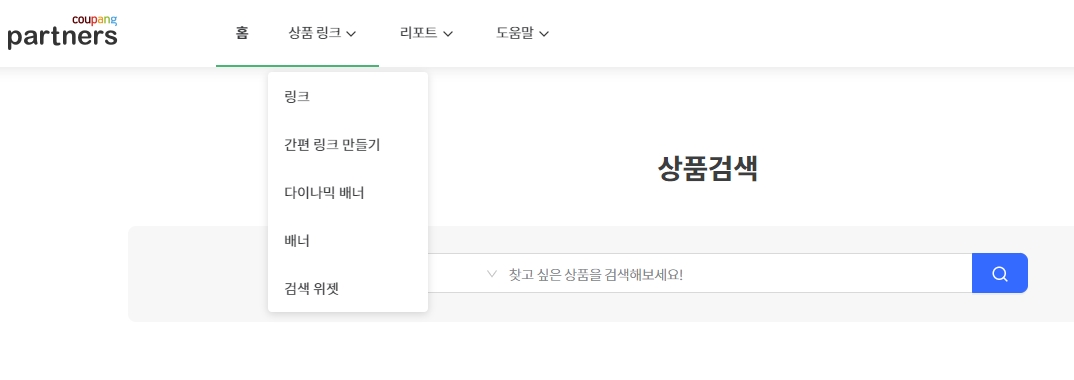 coupang
partners
홈 상품 링크 리포트 도움말
링크
간편 링크 만들기
다이나믹 배너
배너
검색 위젯
상품검색
찾고 싶은 상품을 검색해보세요!